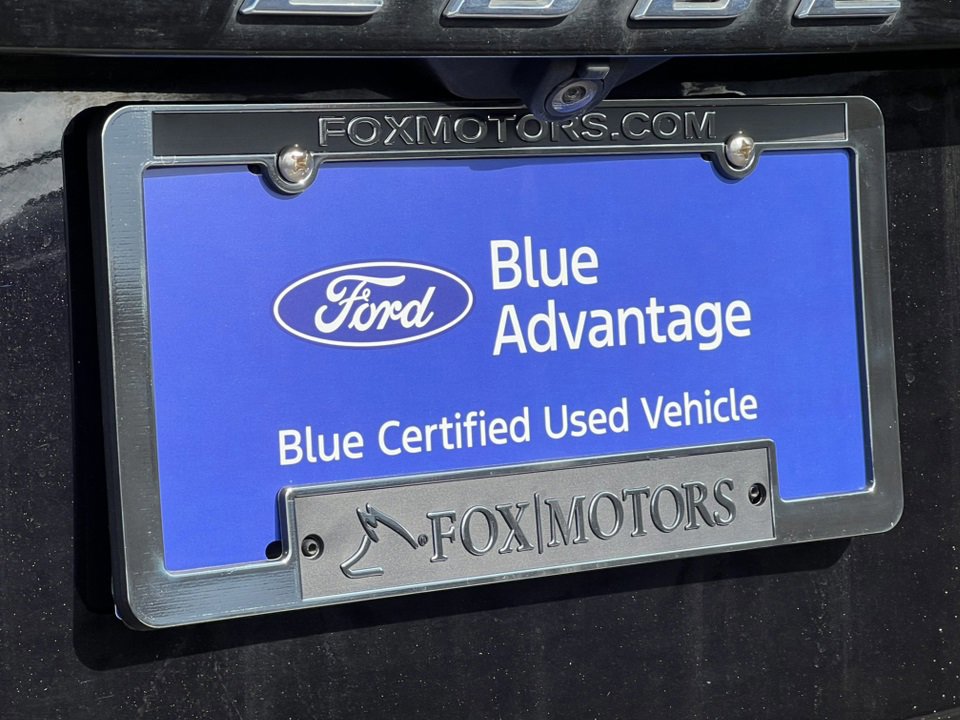 FOXMOTORS.COM
Ford
Blue
Advantage
Blue Certified Used Vehicle
FOX|MOTORS